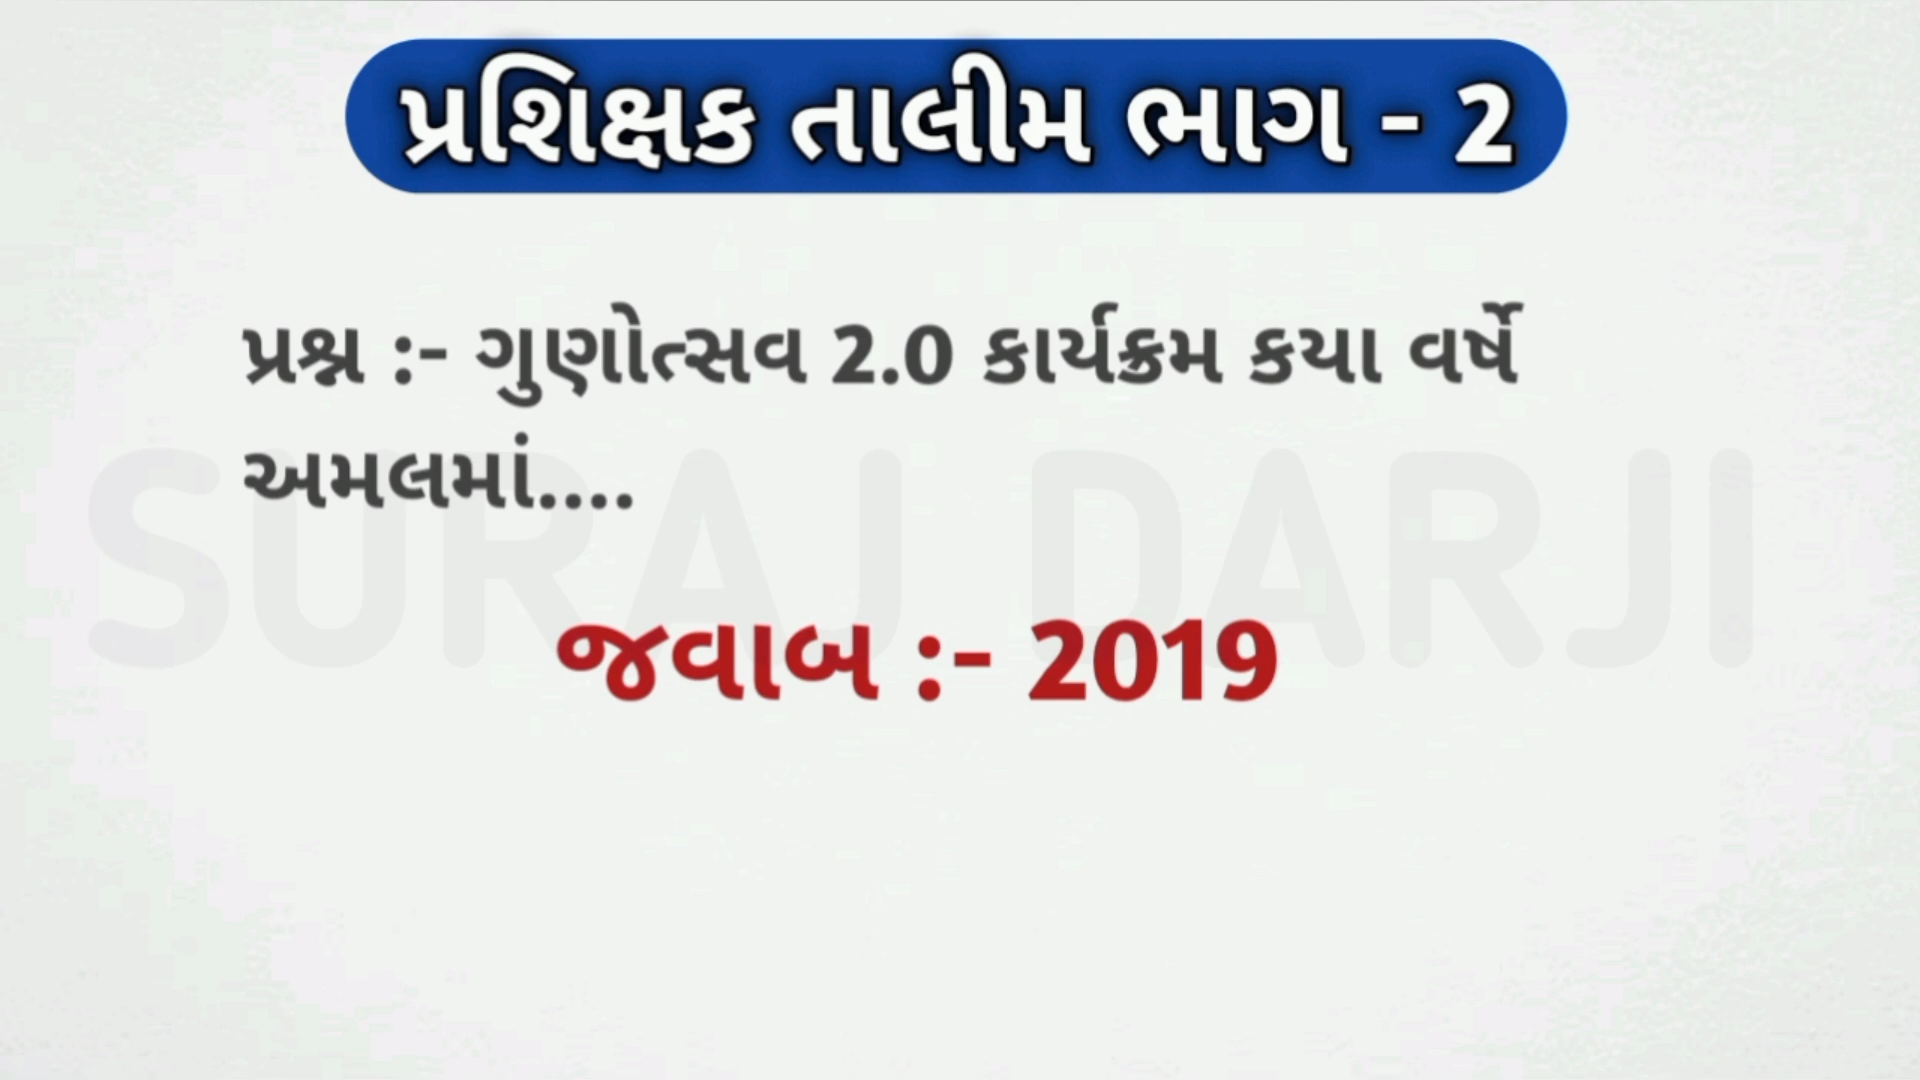 પ્રશિક્ષક તાલીમ ભાગ - 2
પ્રશ્ન :- ગુણોત્સવ 2.0 કાર્યક્રમ કયા વર્ષે
અમલમાં....
SURAJ DARJI
જવાબ :- 2019